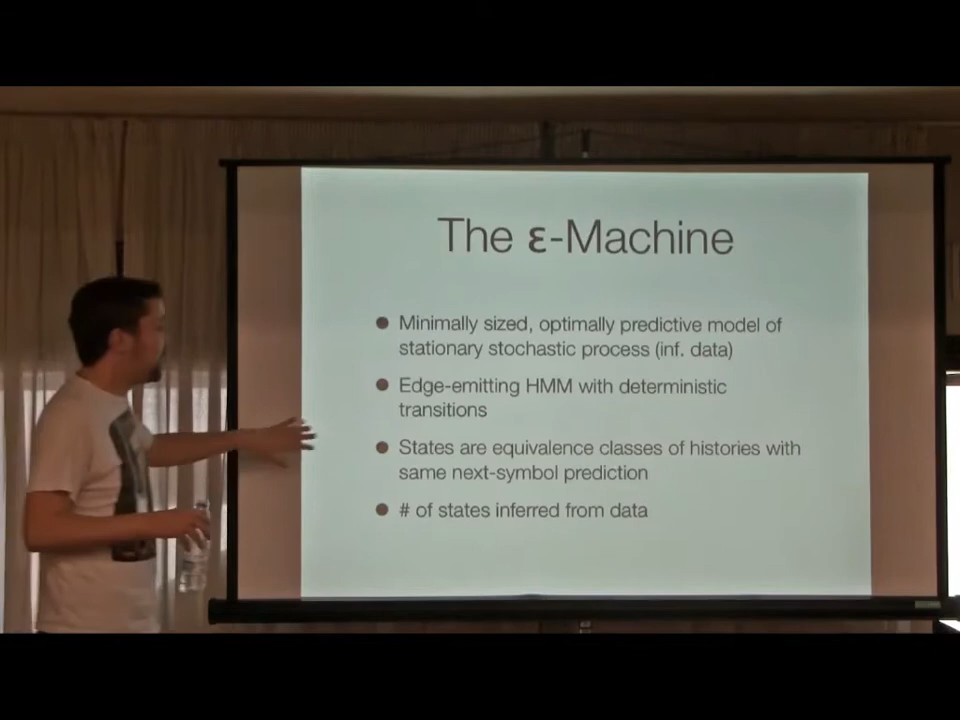 The ε-Machine
● Minimally sized, optimally predictive model of
stationary stochastic process (inf. data)
● Edge-emitting HMM with deterministic
transitions
● States are equivalence classes of histories with
same next-symbol prediction
● # of states inferred from data